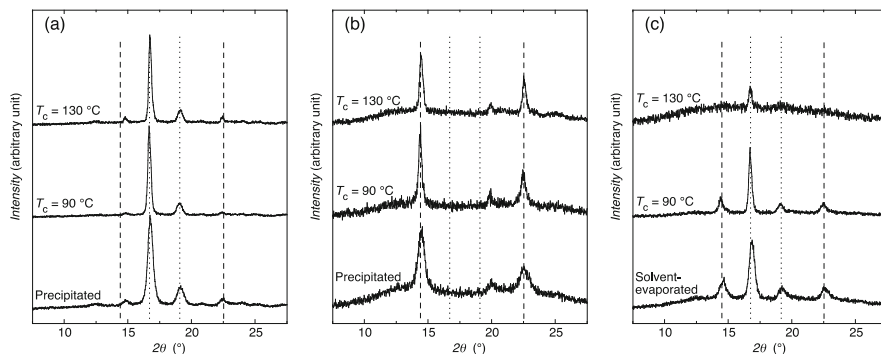 (a)
Intensity (arbitrary unit)
Tc = 130 °C
Tc = 90 °C
Precipitated
10 15 20 25
2θ (°)
(b)
Intensity (arbitrary unit)
Tc = 130 °C
Tc = 90 °C
Precipitated
10 15 20 25
2θ (°)
(c)
Intensity (arbitrary unit)
Tc = 130 °C
Tc = 90 °C
Solvent-
evaporated
10 15 20 25
2θ (°)